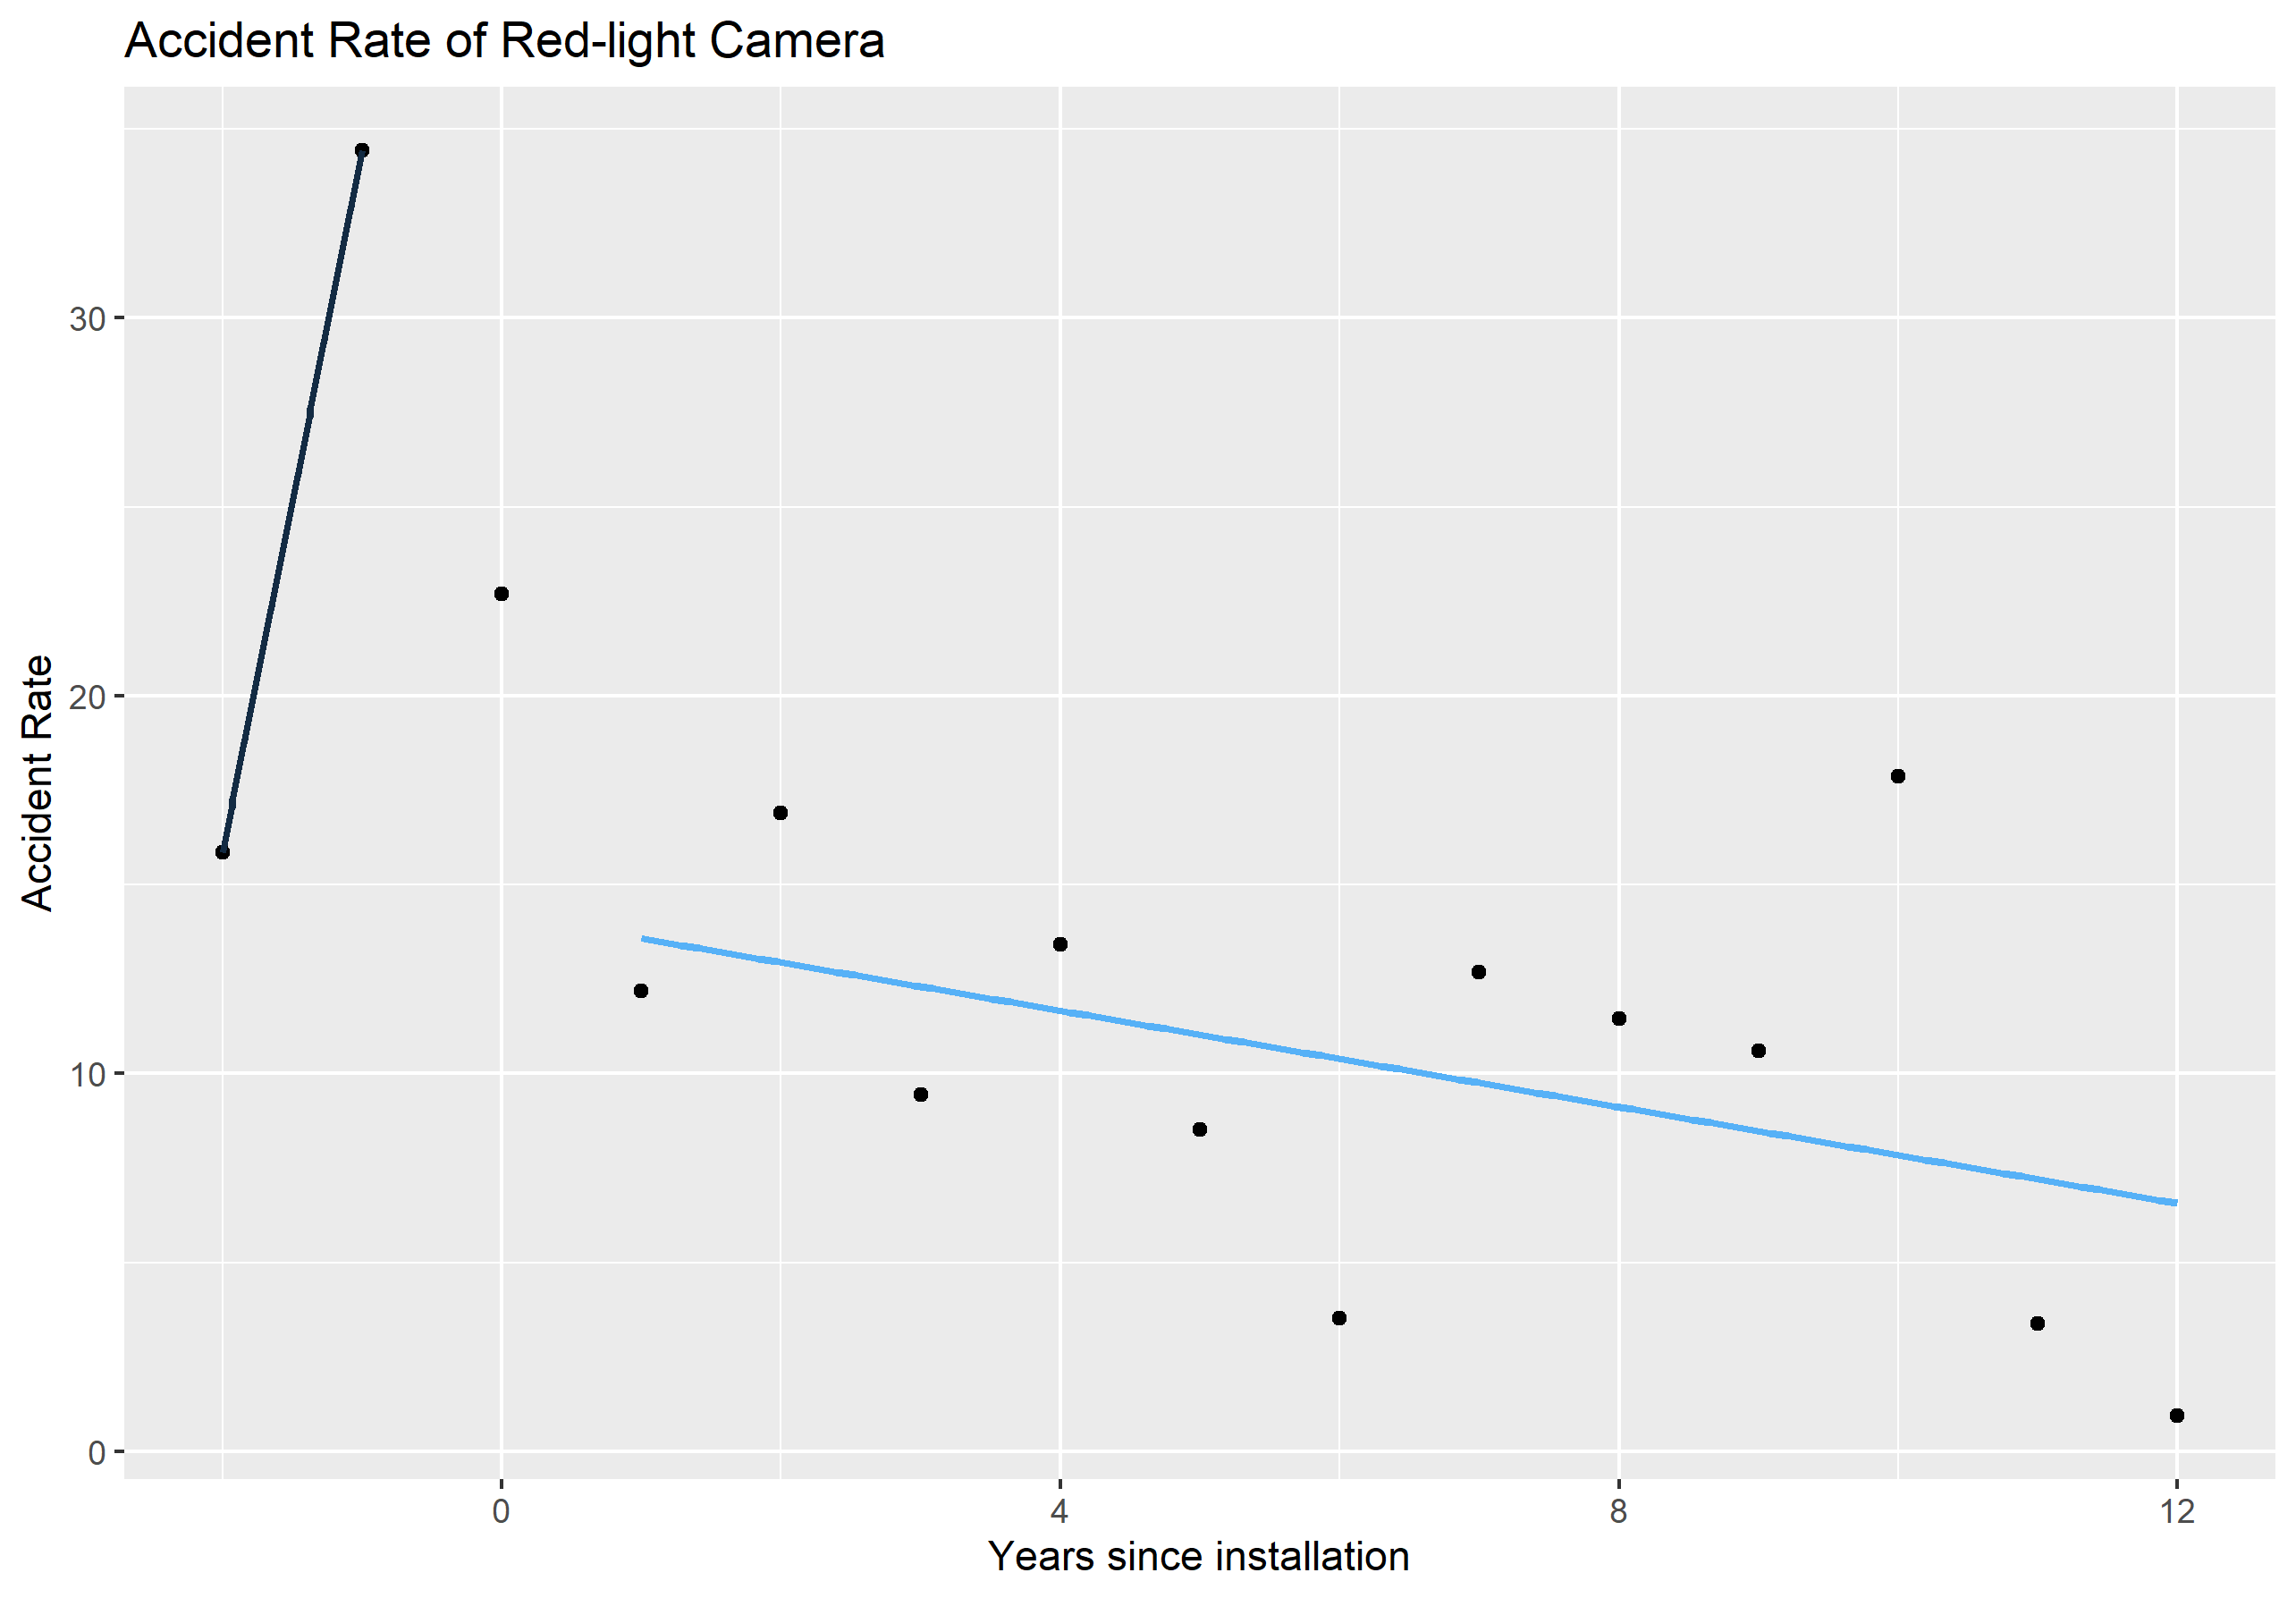 Accident Rate of Red-light Camera
Accident Rate
30
20
10
0
0 4 8 12
Years since installation